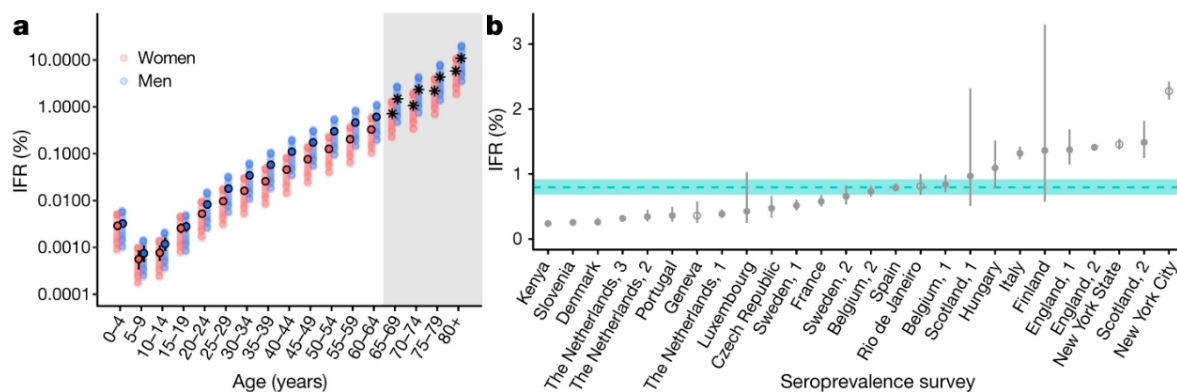 a
Women
Men
IFR (%)
10.0000
1.0000
0.1000
0.0100
0.0010
0.0001
0–4
5–9
10–14
15–19
20–24
25–29
30–34
35–39
40–44
45–49
50–54
55–59
60–64
65–69
70–74
75–79
80+
Age (years)
b
IFR (%)
3
2
1
0
Kenya
Slovenia
Denmark
The Netherlands, 3
The Netherlands, 2
Portugal
Geneva
The Netherlands, 1
Luxembourg
Czech Republic
Sweden, 1
France
Sweden, 2
Belgium, 2
Spain
Rio de Janeiro
Belgium, 1
Scotland, 1
Hungary
Italy
Finland
England, 1
England, 2
New York State
Scotland, 2
New York City
Seroprevalence survey